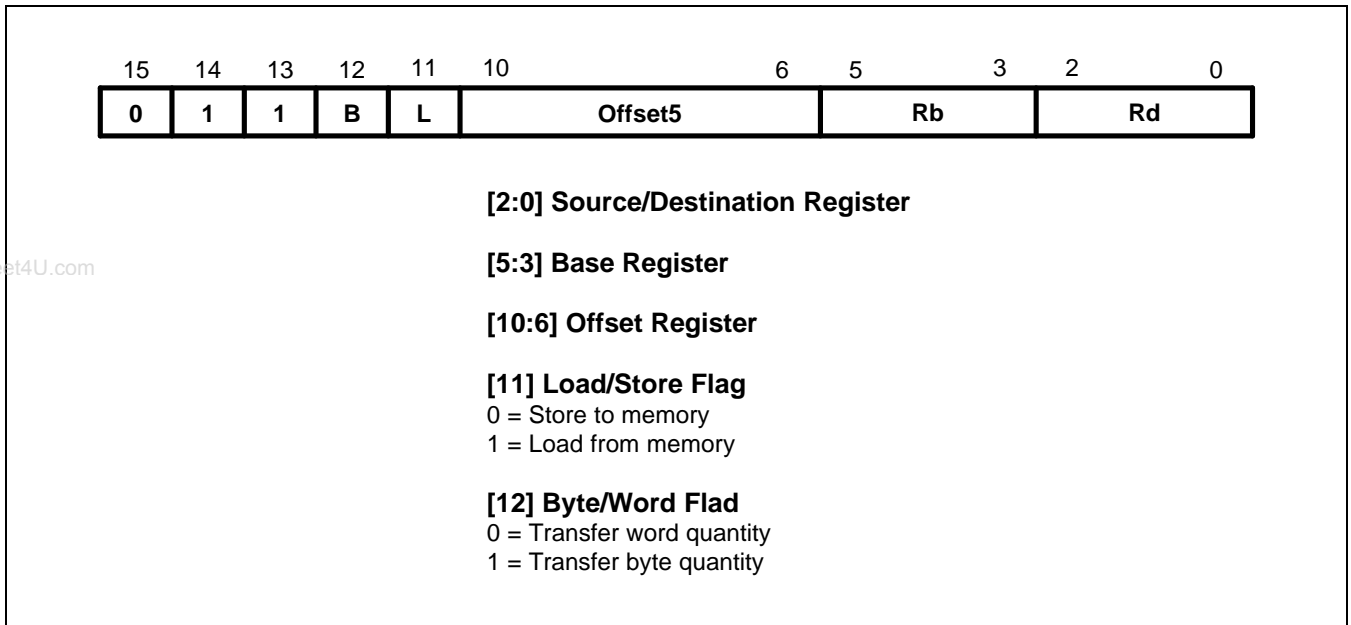 15 14 13 12 11 10 6 5 3 2 0
0 1 1 B L Offset5 Rb Rd
[2:0] Source/Destination Register
et4U.com
[5:3] Base Register
[10:6] Offset Register
[11] Load/Store Flag
0 = Store to memory
1 = Load from memory
[12] Byte/Word Flad
0 = Transfer word quantity
1 = Transfer byte quantity